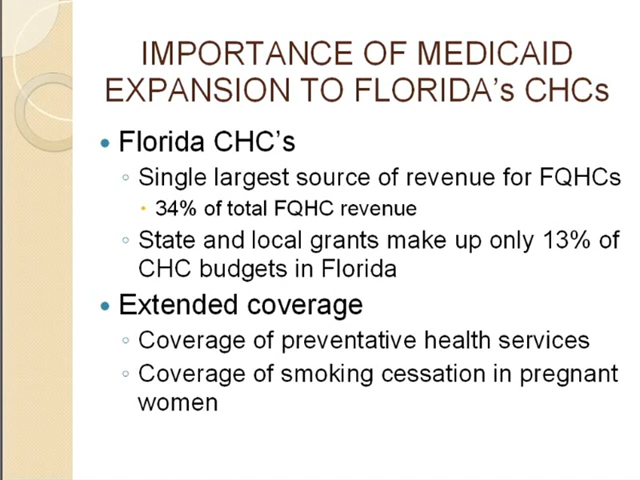 IMPORTANCE OF MEDICAID
EXPANSION TO FLORIDA's CHCs
Florida CHC's
Single largest source of revenue for FQHCs
34% of total FQHC revenue
State and local grants make up only 13% of
CHC budgets in Florida
Extended coverage
Coverage of preventative health services
Coverage of smoking cessation in pregnant
women